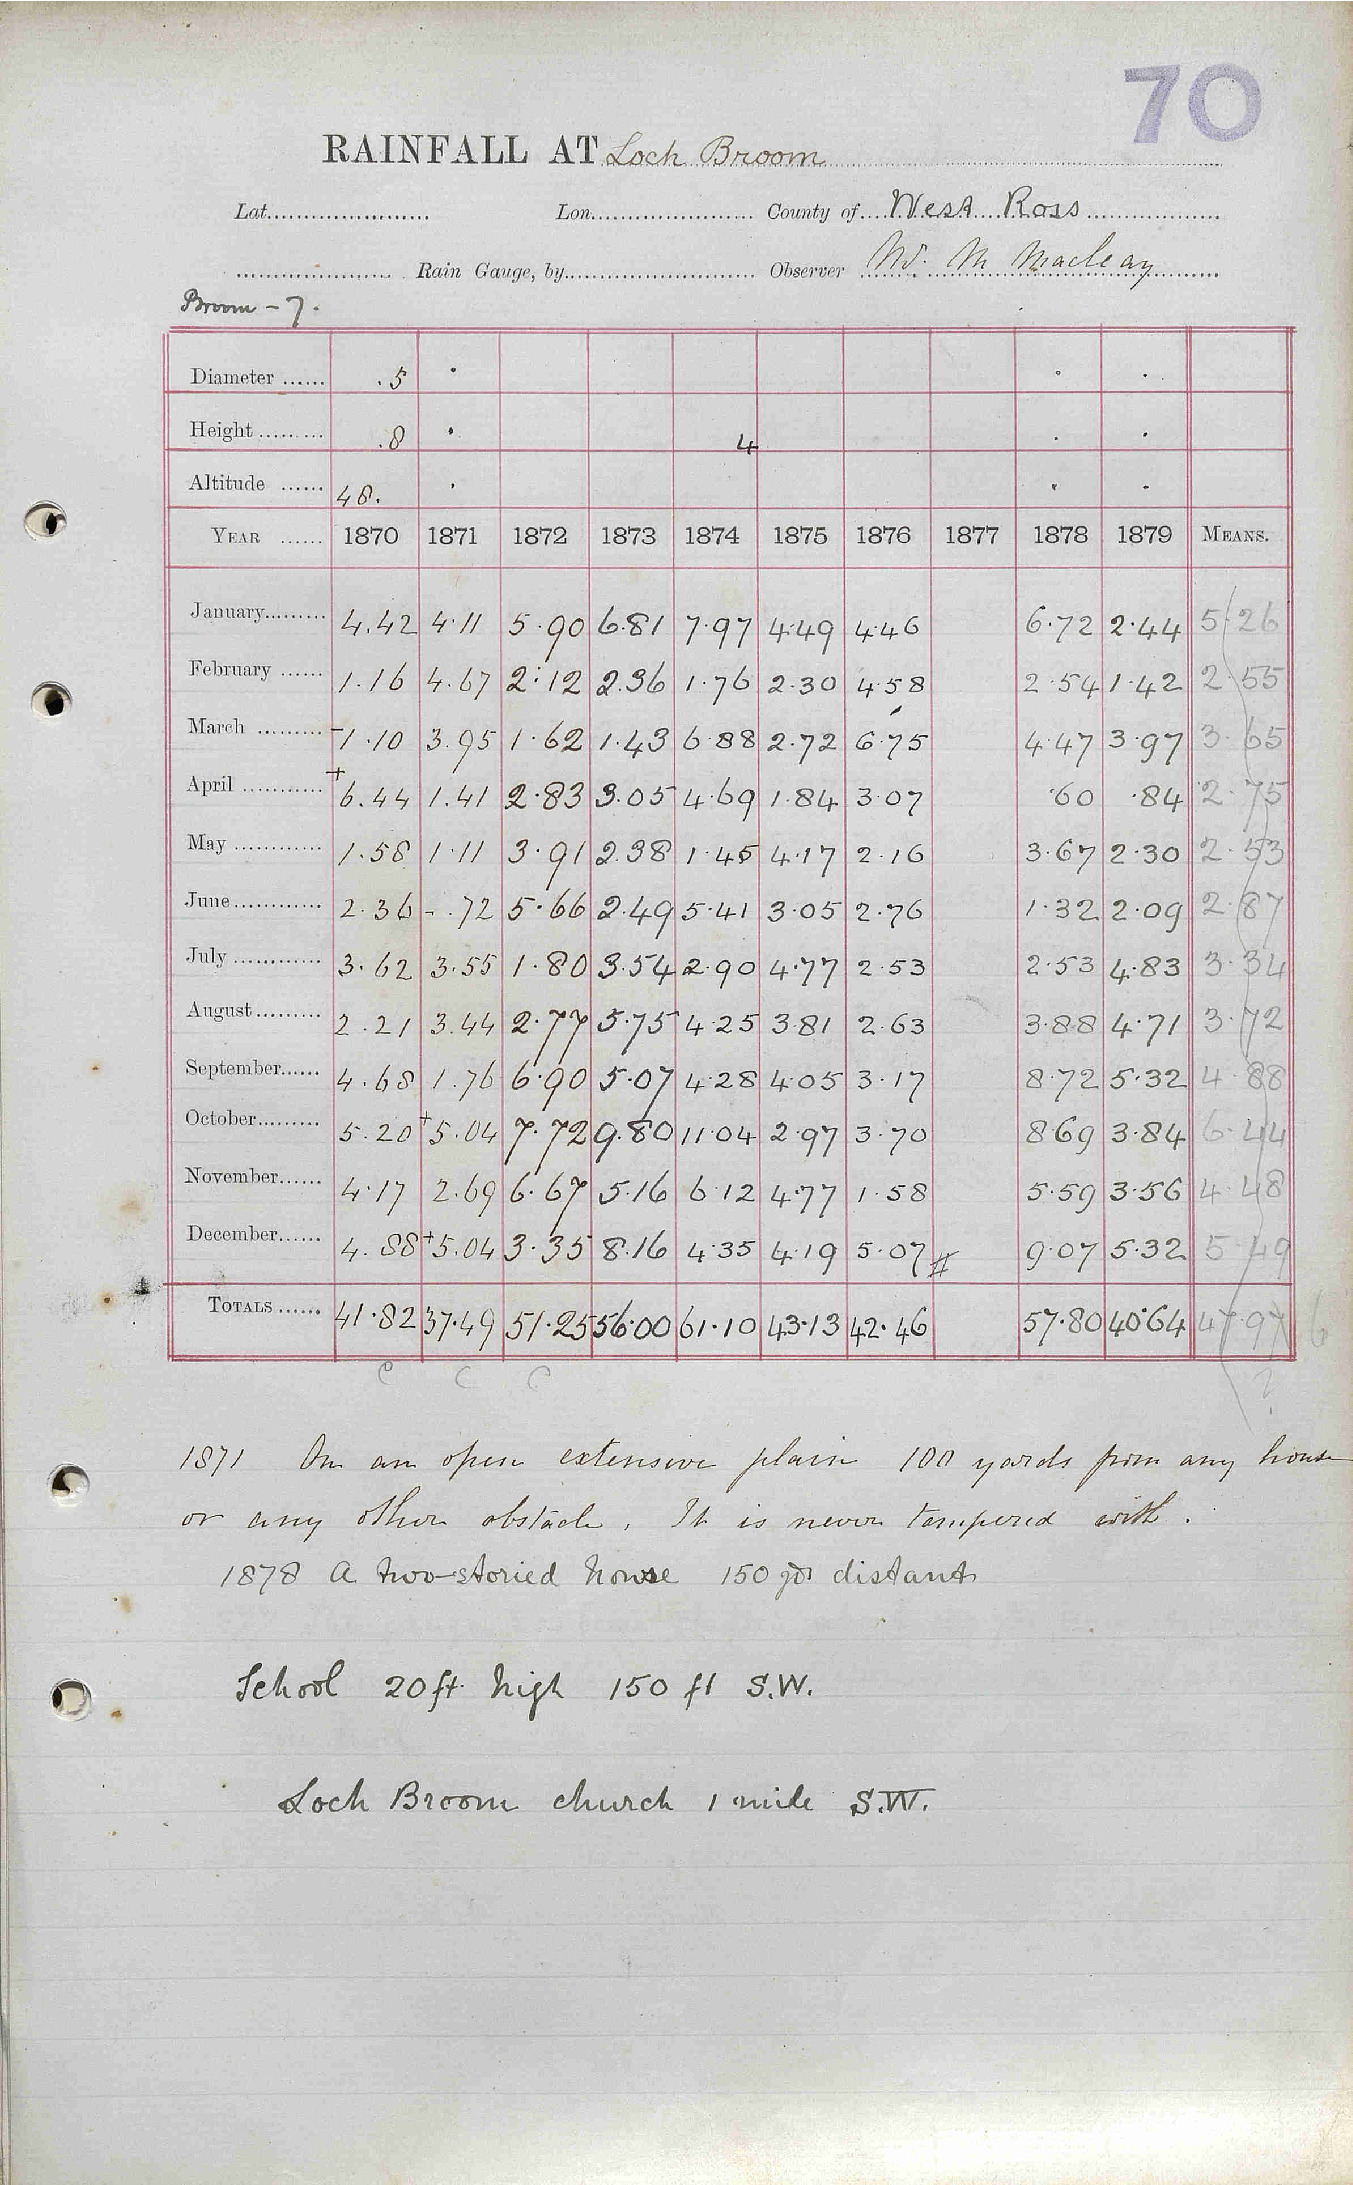 70
RAINFALL AT Loch Broom
Lat. Lon. County of West Ross
Rain Gauge, by Observer M Macleay
Broom - 7.
Diameter .5
Height .8 4
Altitude 48.
YEAR 1870 1871 1872 1873 1874 1875 1876 1877 1878 1879 MEANS.
January 4.42 4.11 5.90 6.81 7.97 4.49 4.46 6.72 2.44 5.26
February 1.16 4.67 2.12 2.36 1.76 2.30 4.58 2.54 1.42 2.55
March -1.10 3.95 1.62 1.43 6.88 2.72 6.75 4.47 3.97 3.65
April +6.44 1.41 2.83 3.05 4.69 1.84 3.07 .60 .84 2.75
May 1.58 1.11 3.91 2.38 1.45 4.17 2.16 3.67 2.30 2.53
June 2.36 -.72 5.66 2.49 5.41 3.05 2.76 1.32 2.09 2.87
July 3.62 3.55 1.80 3.54 2.90 4.77 2.53 2.53 4.83 3.34
August 2.21 3.44 2.77 5.75 4.25 3.81 2.63 3.88 4.71 3.72
September 4.68 1.76 6.90 5.07 4.28 4.05 3.17 8.72 5.32 4.88
October 5.20 +5.04 7.72 9.80 11.04 2.97 3.70 8.69 3.84 6.44
November 4.17 2.69 6.67 5.16 6.12 4.77 1.58 5.59 3.56 4.48
December 4.88 +5.04 3.35 8.16 4.35 4.19 5.07 # 9.07 5.32 5.49
TOTALS 41.82 37.49 51.25 56.00 61.10 43.13 42.46 57.80 40.64 47.97 6
C C C ?
1871 On an open extensive plain 100 yards from any house
or any other obstacle. It is never tampered with.
1878 A two-storied house 150 yds distant
School 20ft high 150 ft S.W.
Loch Broom church 1 mile S.W.